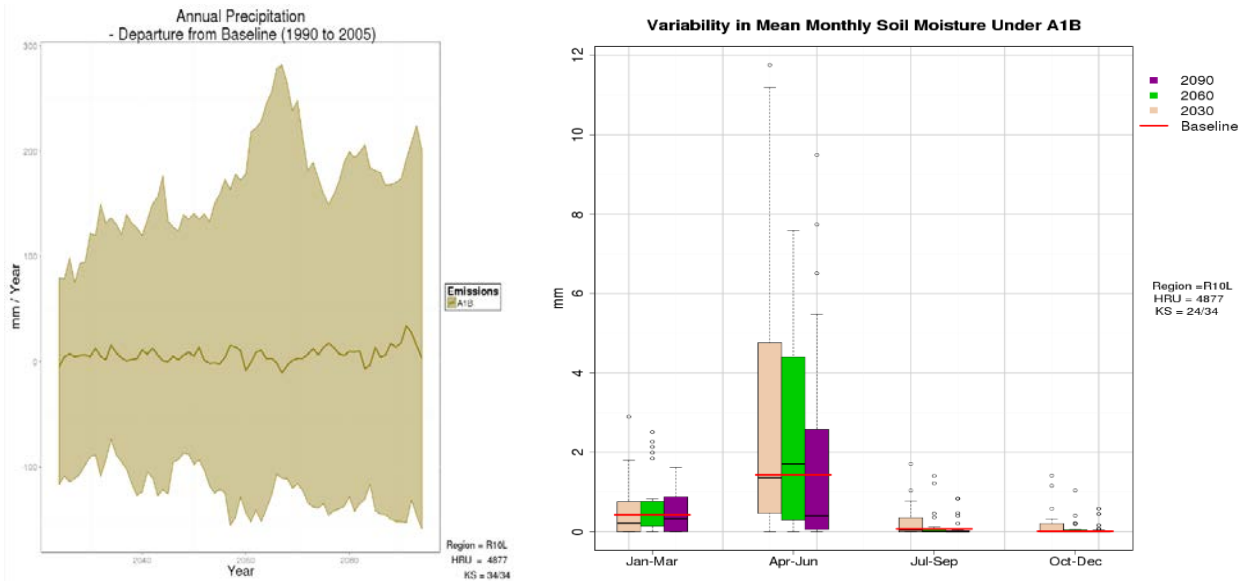 Annual Precipitation
- Departure from Baseline (1990 to 2005)
300
200
100
0
-100
mm / Year
2040
2060
2080
Year
Emissions
A1B
Region = R10L
HRU = 4877
KS = 34/34
Variability in Mean Monthly Soil Moisture Under A1B
12
10
8
6
4
2
0
mm
Jan-Mar
Apr-Jun
Jul-Sep
Oct-Dec
2090
2060
2030
Baseline
Region =R10L
HRU = 4877
KS = 24/34